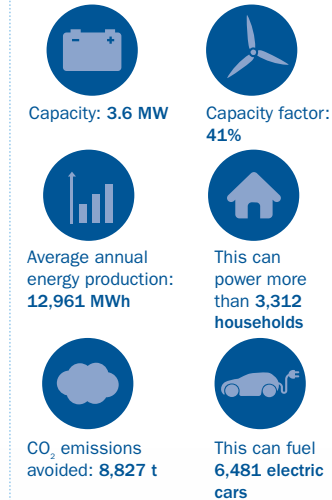 Capacity: 3.6 MW
Capacity factor:
41%
Average annual
energy production:
12,961 MWh
This can
power more
than 3,312
households
CO₂ emissions
avoided: 8,827 t
This can fuel
6,481 electric
cars